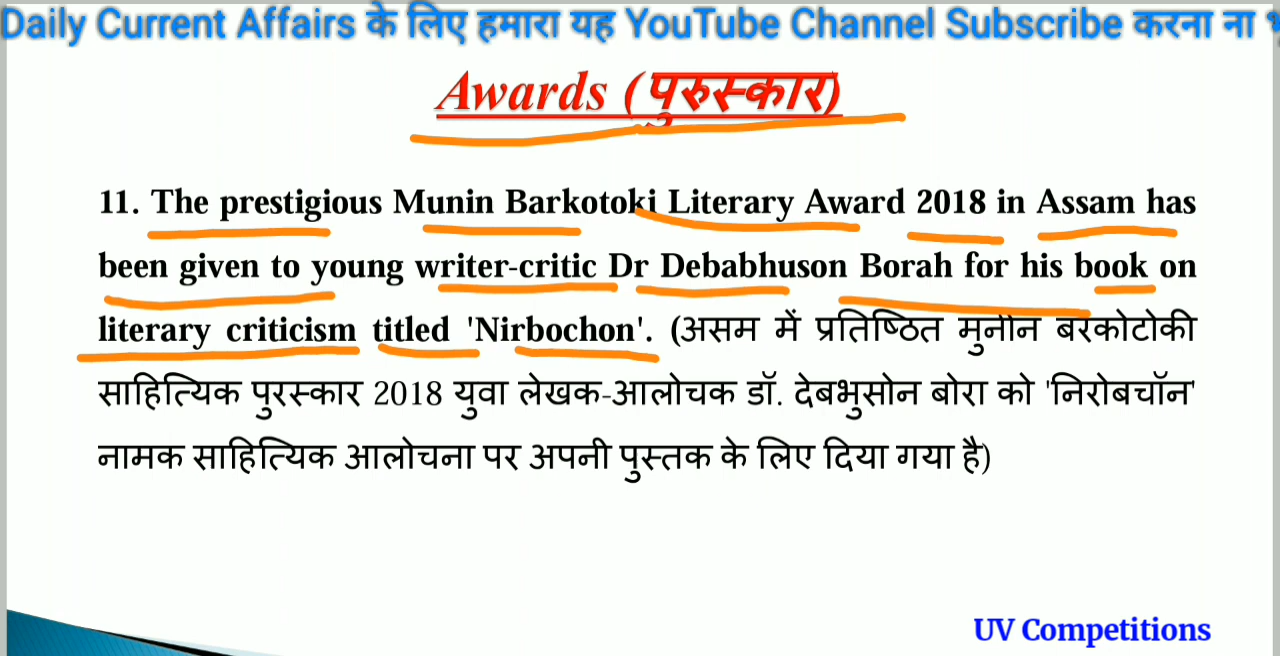 Daily Current Affairs के लिए हमारा यह YouTube Channel Subscribe करना ना
Awards (पुरुस्कार)
11. The prestigious Munin Barkotoki Literary Award 2018 in Assam has
been given to young writer-critic Dr Debabhuson Borah for his book on
literary criticism titled 'Nirbochon'. (असम में प्रतिष्ठित मुनीन बरकोटोकी
साहित्यिक पुरस्कार 2018 युवा लेखक-आलोचक डॉ. देबभुसोन बोरा को 'निरोबचॉन'
नामक साहित्यिक आलोचना पर अपनी पुस्तक के लिए दिया गया है)
UV Competitions